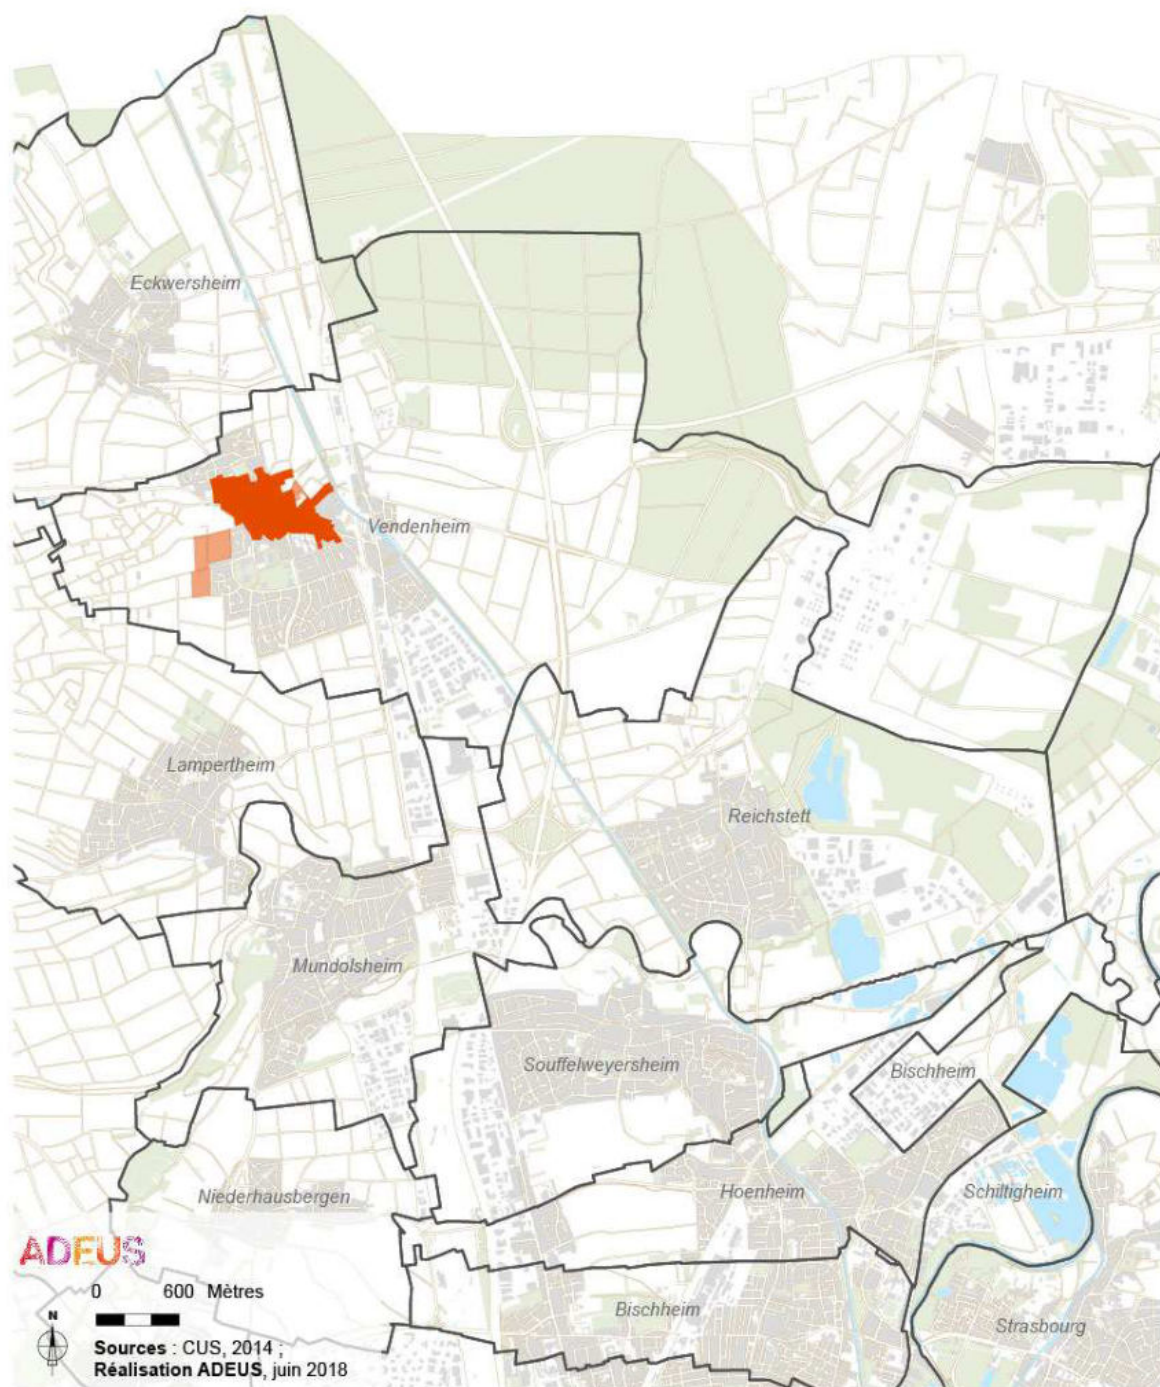 Eckwersheim
Vendenheim
Lampertheim
Reichstett
Mundolsheim
Souffelweyersheim
Bischheim
Niederhausbergen
Hoenheim
Schiltigheim
ADEUS
0 600 Mètres
Bischheim
Strasbourg
N
Sources : CUS, 2014 ;
Réalisation ADEUS, juin 2018